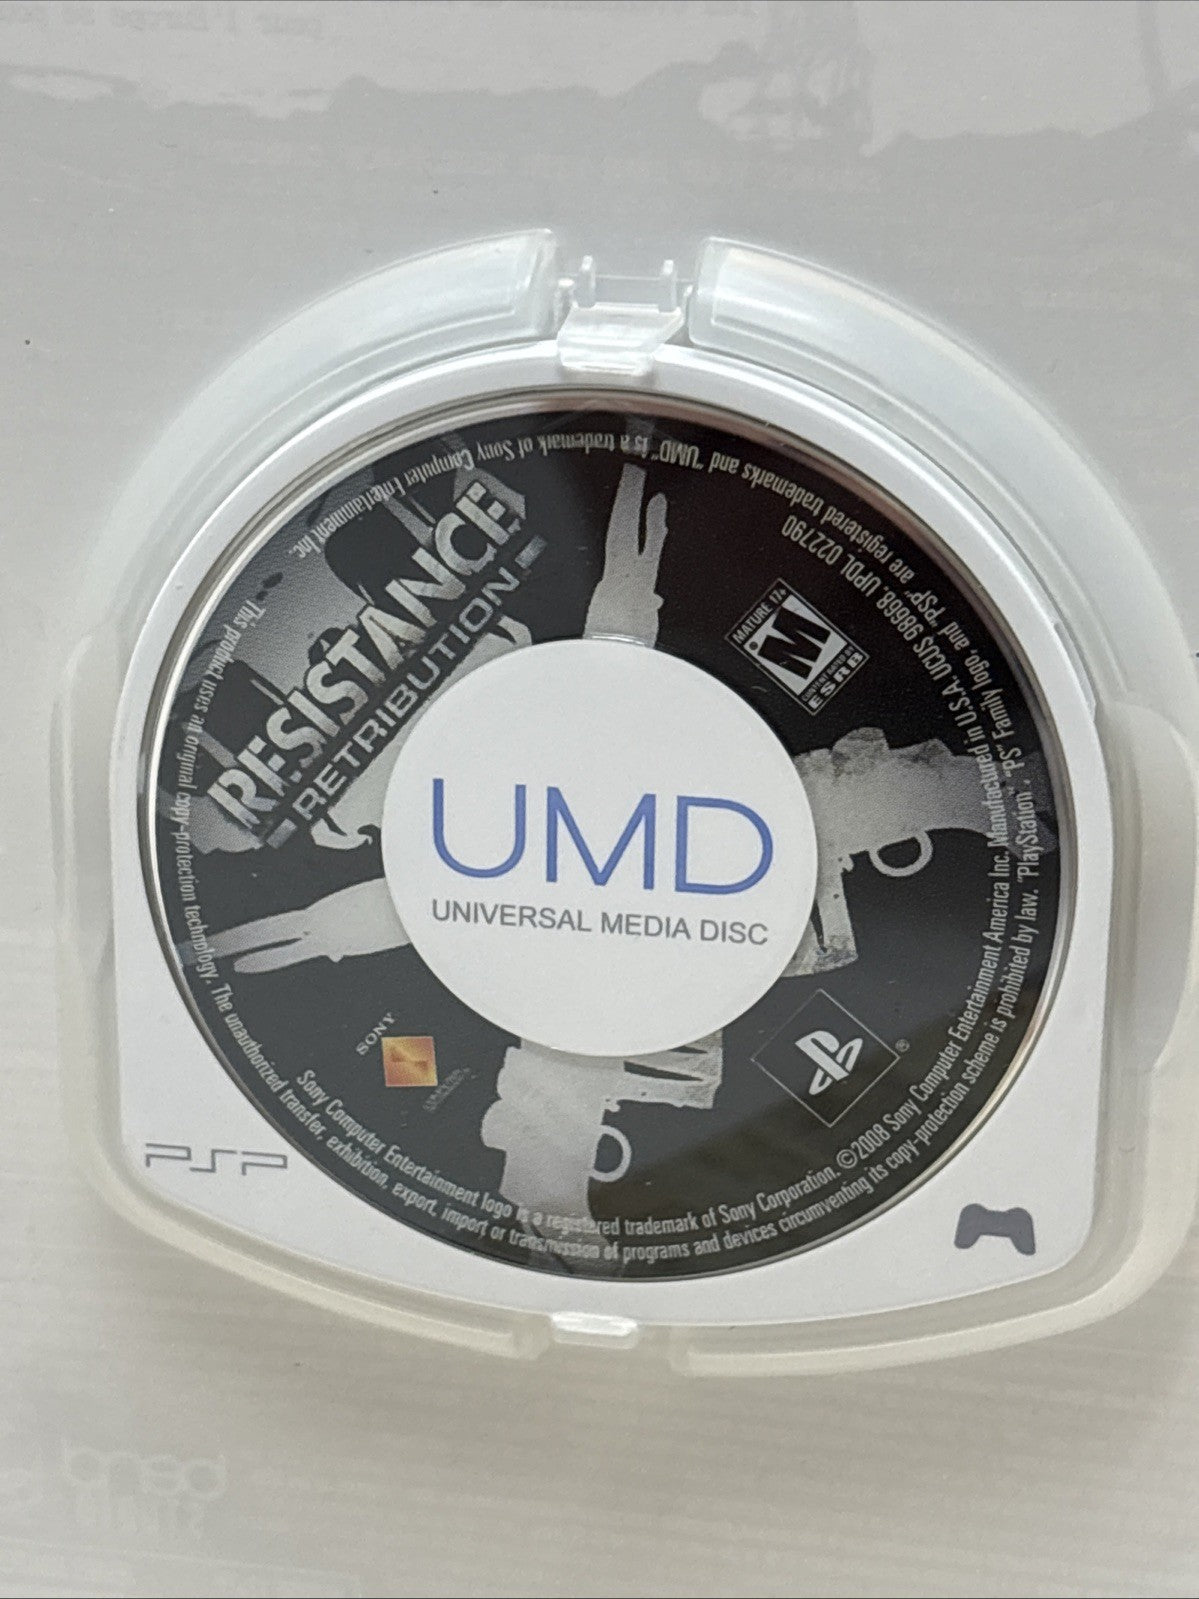 RESISTANCE
RETRIBUTION
UMD
UNIVERSAL MEDIA DISC
MATURE 17+
M
CONTENT RATED BY
ESRB
SONY
®
PSP
This product uses an original copy-protection technology. The unauthorized transfer, exhibition, export, import or transmission of programs and devices circumventing its copy-protection scheme is prohibited by law. "PlayStation", "PS" Family logo, and "PSP" are registered trademarks and "UMD" is a trademark of Sony Computer Entertainment Inc.
Sony Computer Entertainment logo is a registered trademark of Sony Corporation. ©2008 Sony Computer Entertainment America Inc. Manufactured in U.S.A. UCUS 98668. UPDL 022790